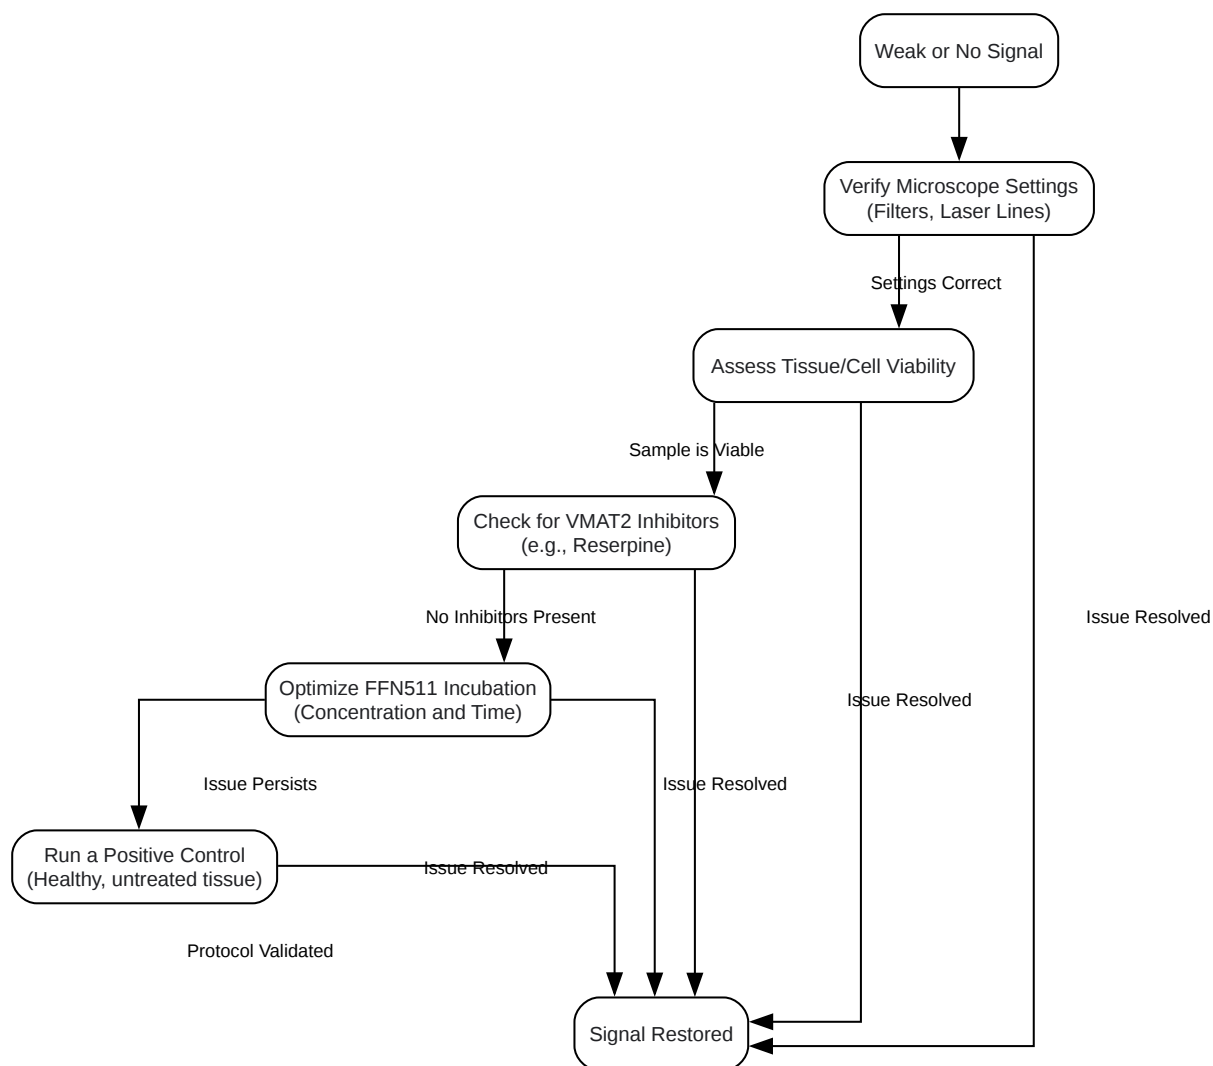 Weak or No Signal
Verify Microscope Settings
(Filters, Laser Lines)
Settings Correct
Assess Tissue/Cell Viability
Sample is Viable
Check for VMAT2 Inhibitors
(e.g., Reserpine)
No Inhibitors Present
Issue Resolved
Optimize FFN511 Incubation
(Concentration and Time)
Issue Resolved
Issue Persists
Issue Resolved
Run a Positive Control
(Healthy, untreated tissue)
Issue Resolved
Protocol Validated
Signal Restored